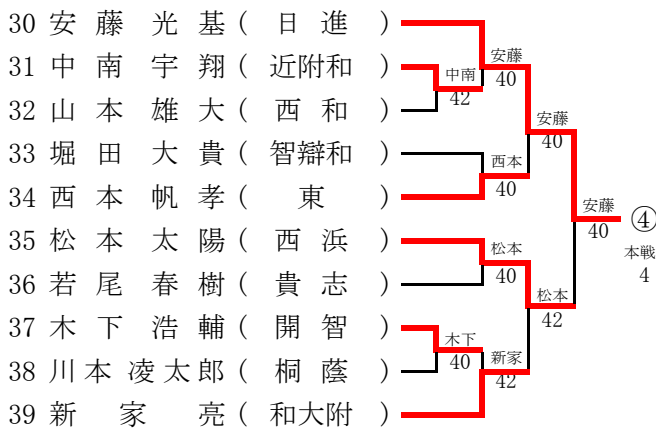 30 安藤光基(日進)
31 中南宇翔(近附和)
32 山本雄大(西和)
33 堀田大貴(智辯和)
34 西本帆孝(東)
35 松本太陽(西浜)
36 若尾春樹(貴志)
37 木下浩輔(開智)
38 川本凌太郎(桐蔭)
39 新家亮(和大附)
中南
42
安藤
40
西本
40
松本
40
木下
40
新家
42
安藤
40
松本
42
安藤
40
④
本戦
4